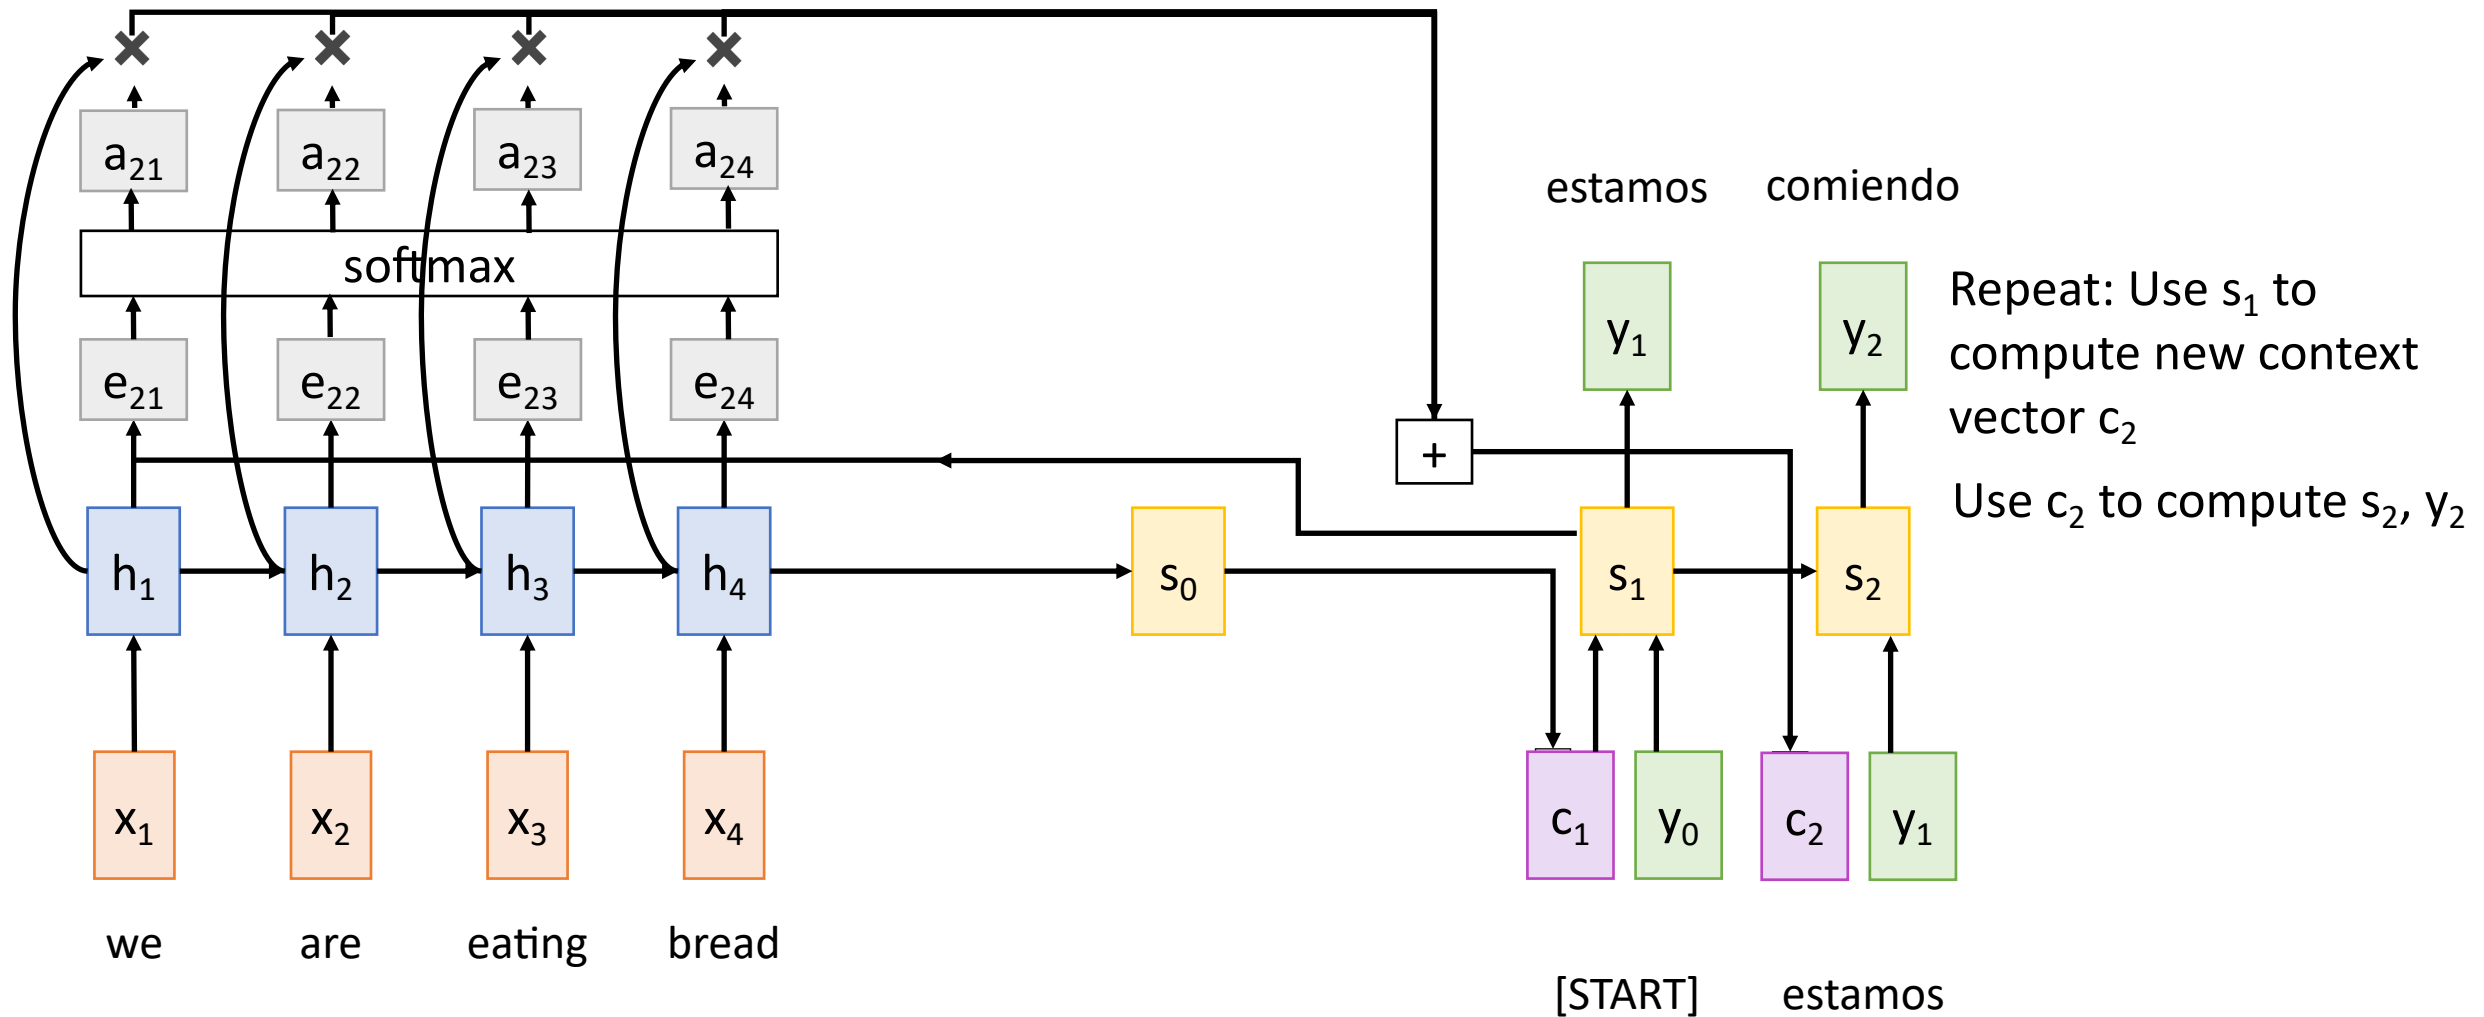 a21 a22 a23 a24
estamos comiendo
softmax
Repeat: Use s1 to
compute new context
vector c2
y1 y2
e21 e22 e23 e24
+
Use c2 to compute s2, y2
h1 h2 h3 h4 s0 s1 s2
x1 x2 x3 x4 c1 y0 c2 y1
we are eating bread
[START] estamos